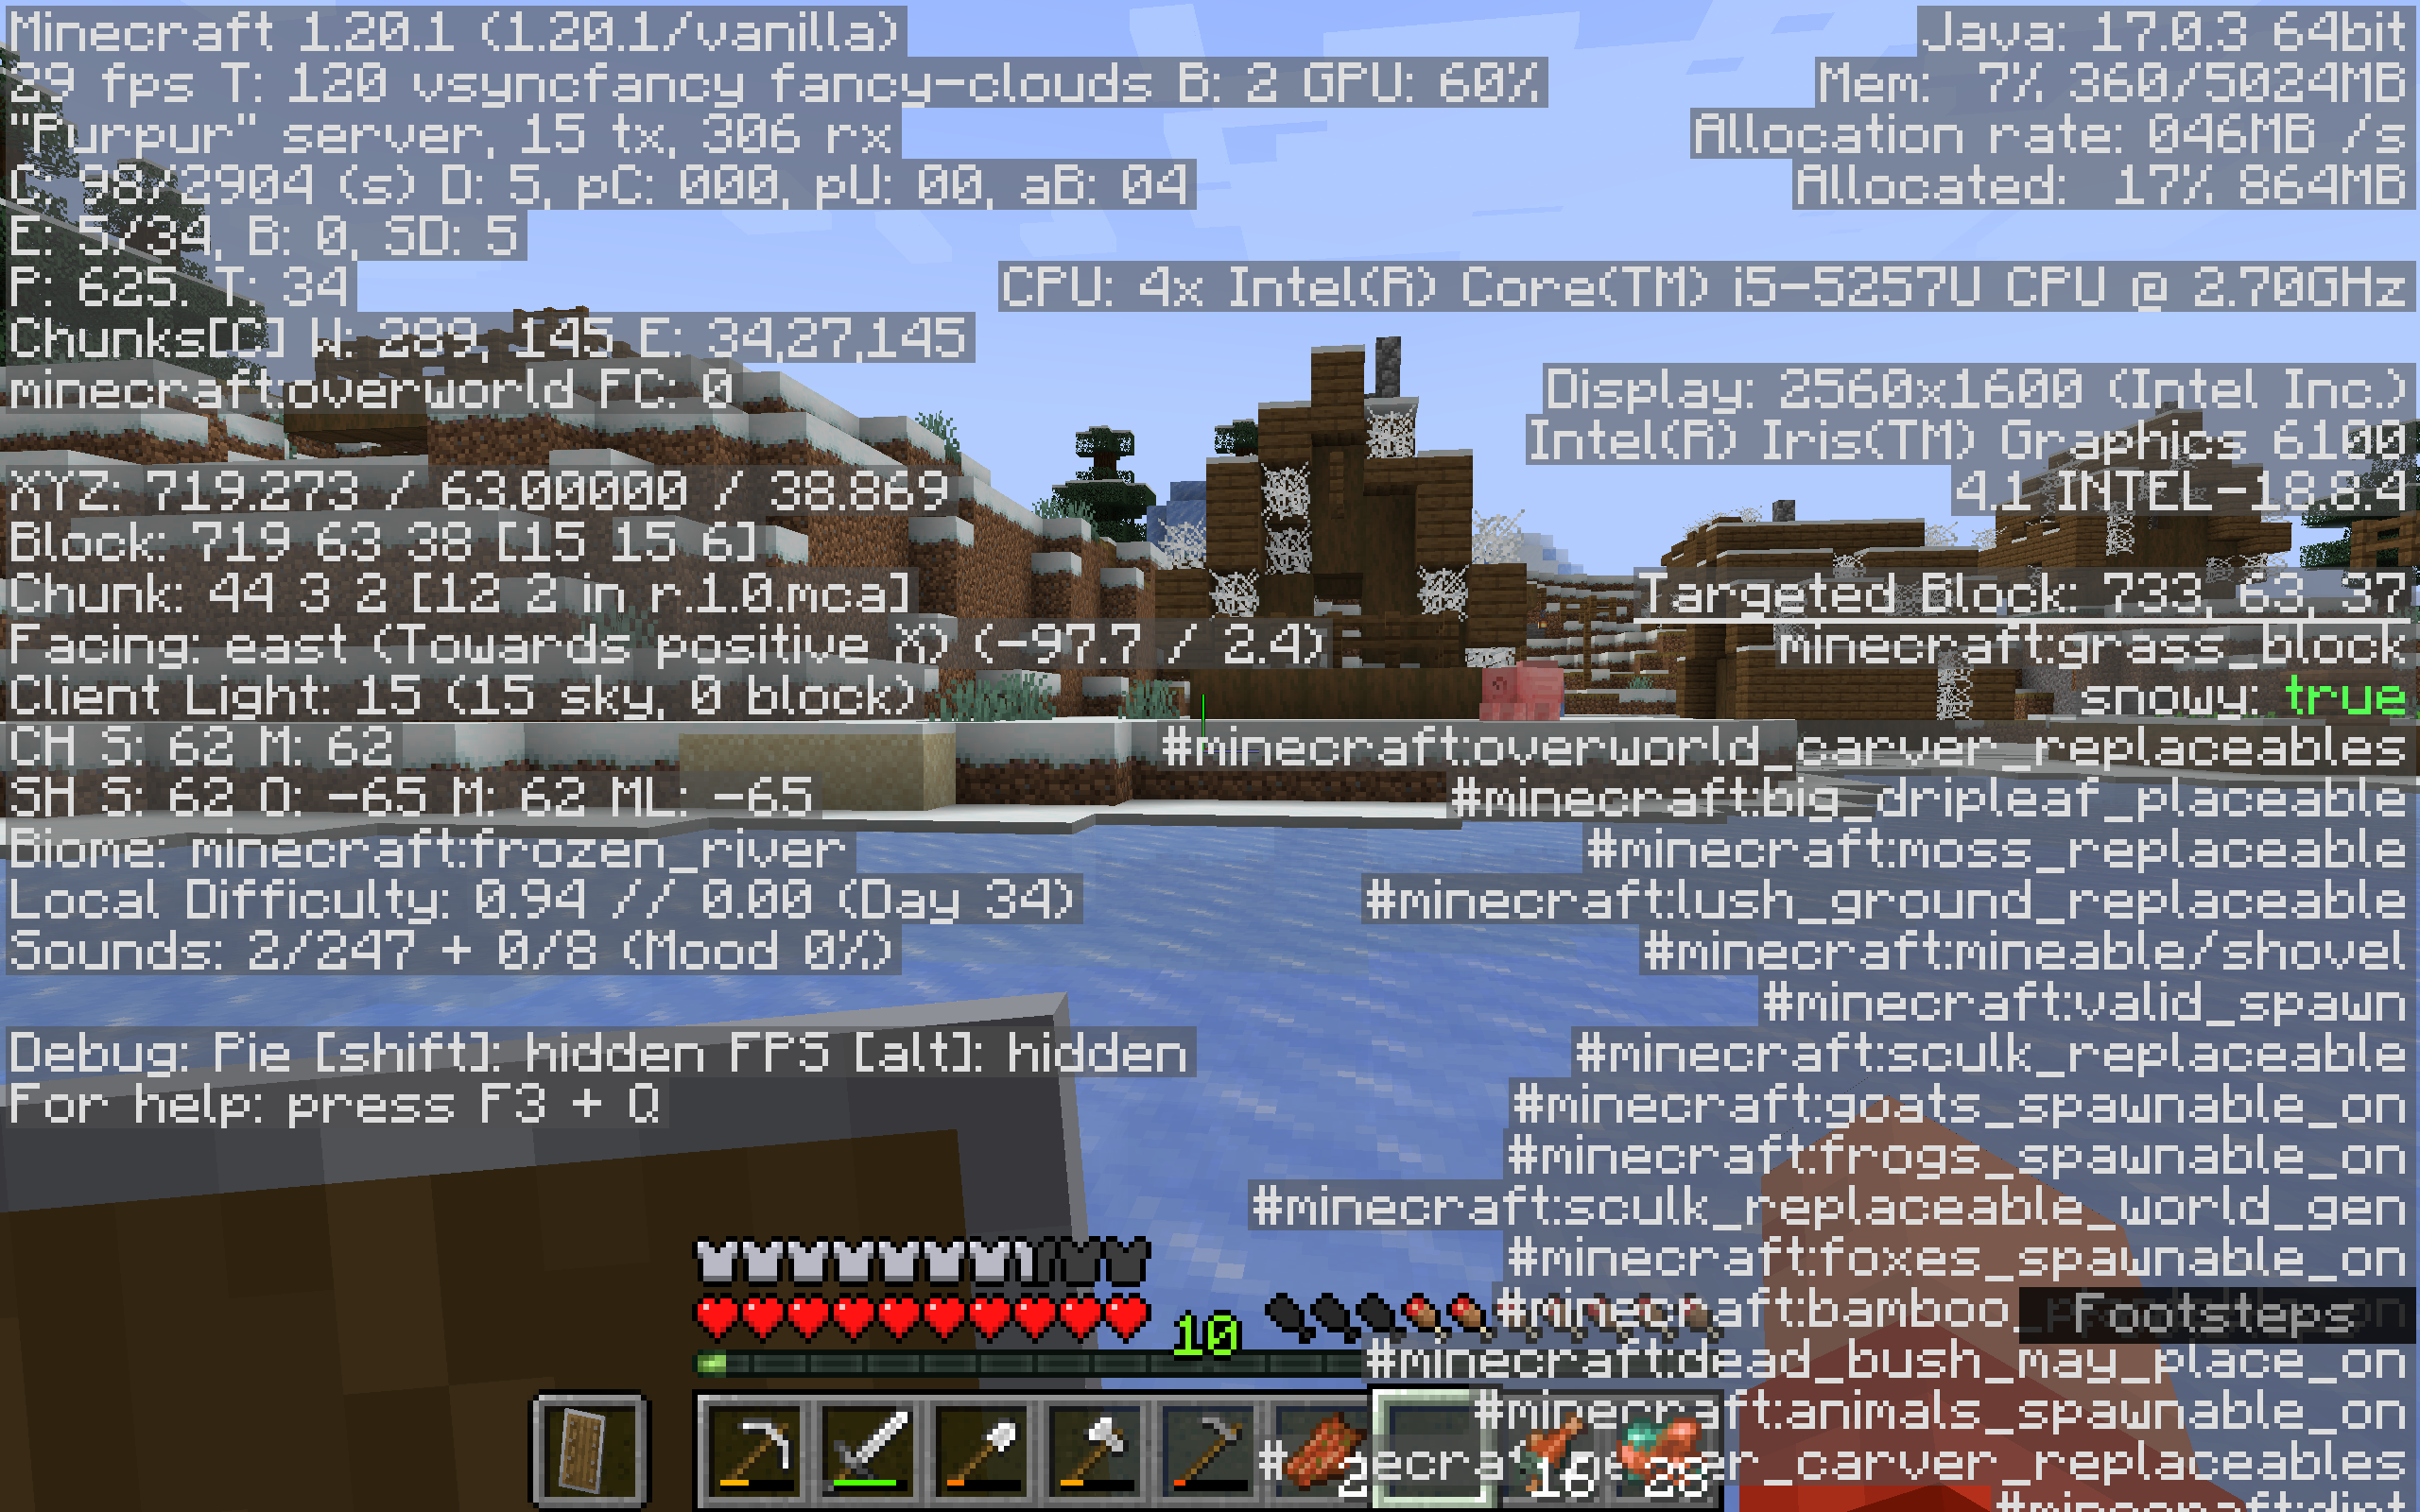 Minecraft 1.20.1 (1.20.1/vanilla)
29 fps T: 120 vsyncfancy fancy-clouds B: 2 GPU: 60%
"Purpur" server, 15 tx, 306 rx
C: 98/2904 (s) D: 5, pC: 000, pU: 00, aB: 04
E: 5/34, B: 0, SD: 5
P: 625. T: 34
Chunks[C] W: 289, 145 E: 34,27,145
minecraft:overworld FC: 0
XYZ: 719.273 / 63.00000 / 38.869
Block: 719 63 38 [15 15 6]
Chunk: 44 3 2 [12 2 in r.1.0.mca]
Facing: east (Towards positive X) (-97.7 / 2.4)
Client Light: 15 (15 sky, 0 block)
CH S: 62 M: 62
SH S: 62 O: -65 M: 62 ML: -65
Biome: minecraft:frozen_river
Local Difficulty: 0.94 // 0.00 (Day 34)
Sounds: 2/247 + 0/8 (Mood 0%)
Debug: Pie [shift]: hidden FPS [alt]: hidden
For help: press F3 + Q
Java: 17.0.3 64bit
Mem: 7% 360/5024MB
Allocation rate: 046MB /s
Allocated: 17% 864MB
CPU: 4x Intel(R) Core(TM) i5-5257U CPU @ 2.70GHz
Display: 2560x1600 (Intel Inc.)
Intel(R) Iris(TM) Graphics 6100
4.1 INTEL-18.8.4
Targeted Block: 733, 63, 37
minecraft:grass_block
snowy: true
#minecraft:overworld_carver_replaceables
#minecraft:big_dripleaf_placeable
#minecraft:moss_replaceable
#minecraft:lush_ground_replaceable
#minecraft:mineable/shovel
#minecraft:valid_spawn
#minecraft:sculk_replaceable
#minecraft:goats_spawnable_on
#minecraft:frogs_spawnable_on
#minecraft:sculk_replaceable_world_gen
#minecraft:foxes_spawnable_on
#minecraft:bamboo_plantable_on
Footsteps
#minecraft:dead_bush_may_place_on
#minecraft:animals_spawnable_on
#minecraft:nether_carver_replaceables
#minecraft:dirt
10
2
16